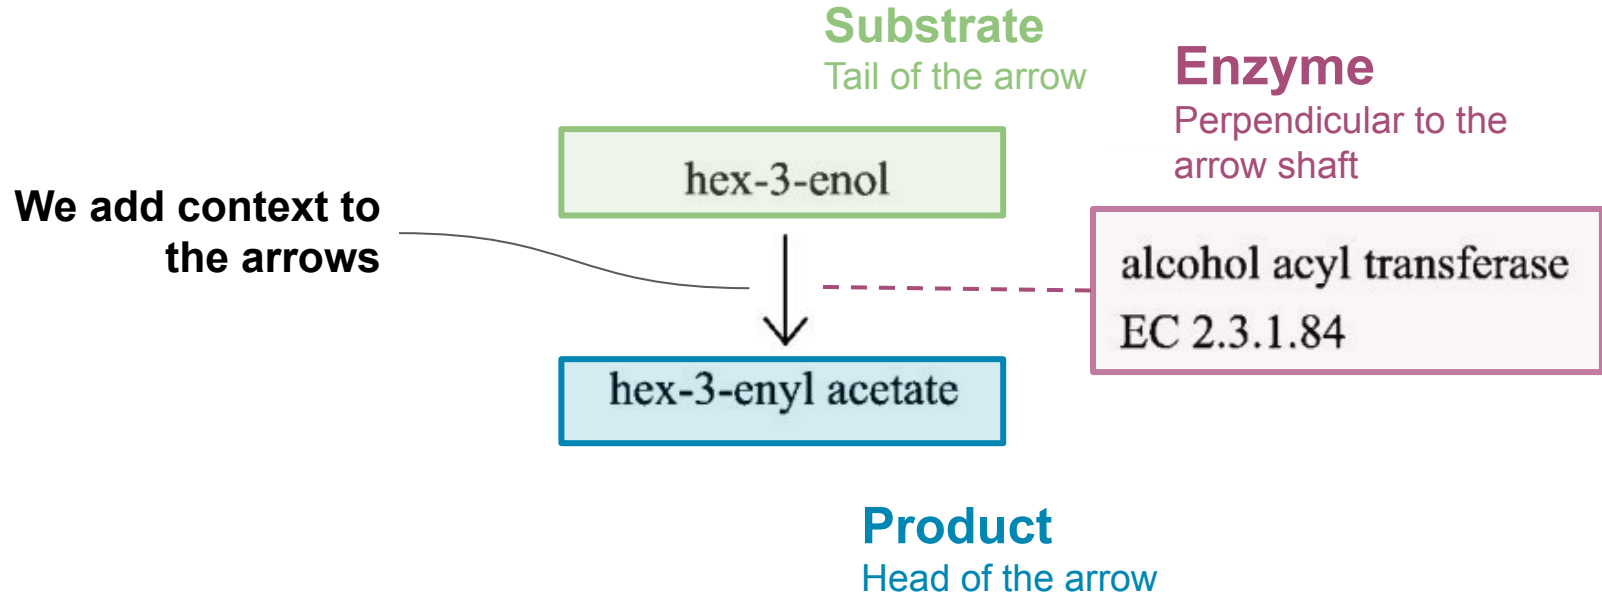 Substrate
Tail of the arrow
Enzyme
Perpendicular to the
arrow shaft
hex-3-enol
We add context to
the arrows
alcohol acyl transferase
EC 2.3.1.84
hex-3-enyl acetate
Product
Head of the arrow